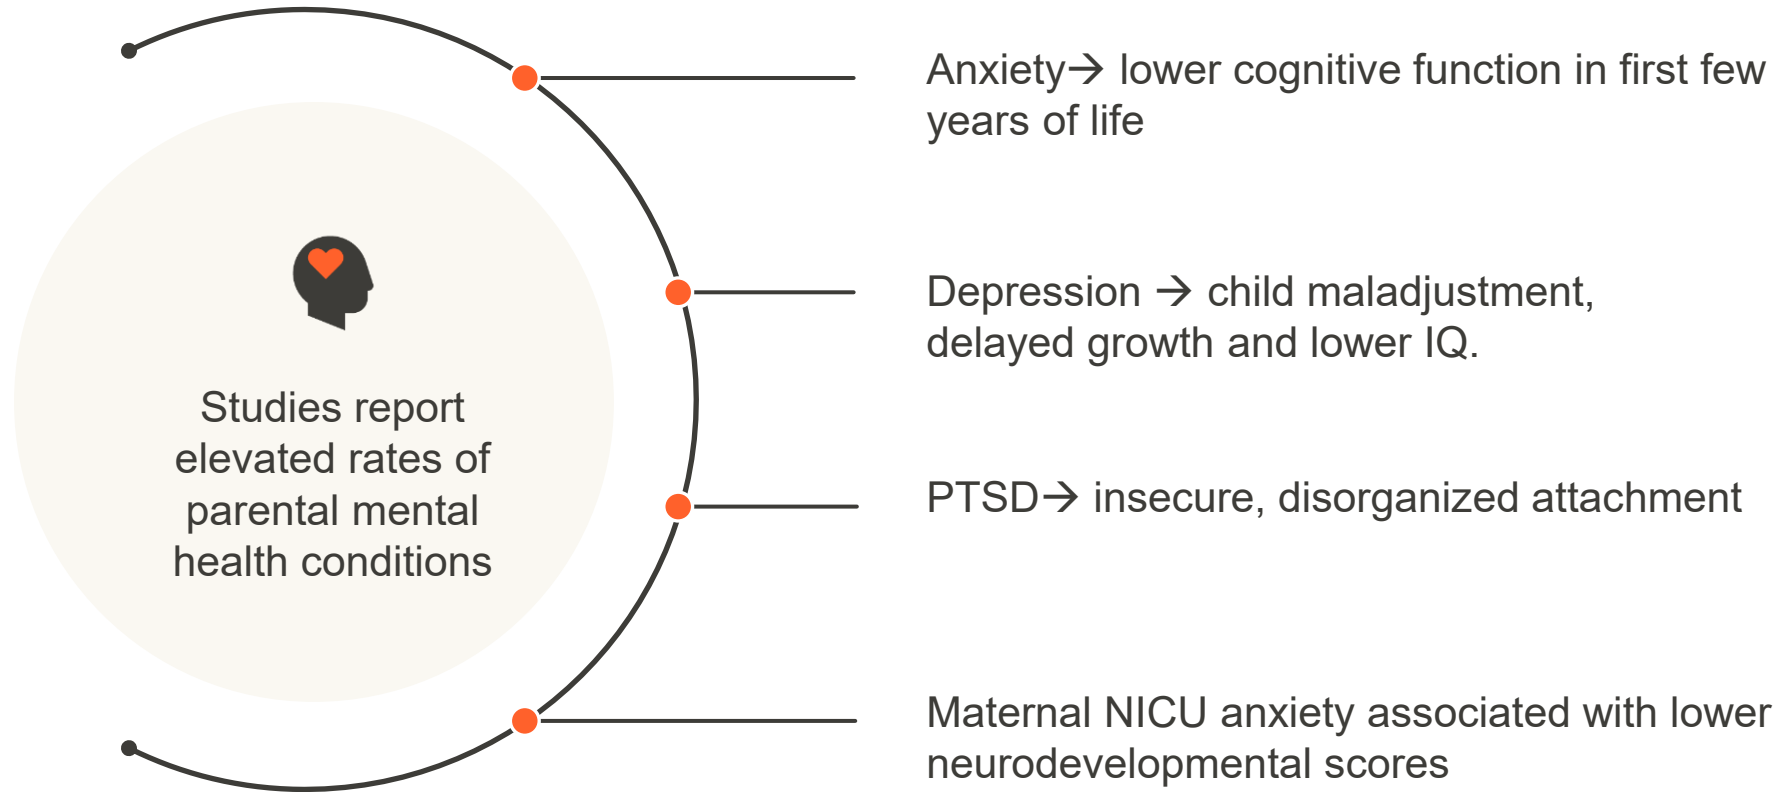 Studies report
elevated rates of
parental mental
health conditions
Anxiety→ lower cognitive function in first few
years of life
Depression → child maladjustment,
delayed growth and lower IQ.
PTSD→ insecure, disorganized attachment
Maternal NICU anxiety associated with lower
neurodevelopmental scores